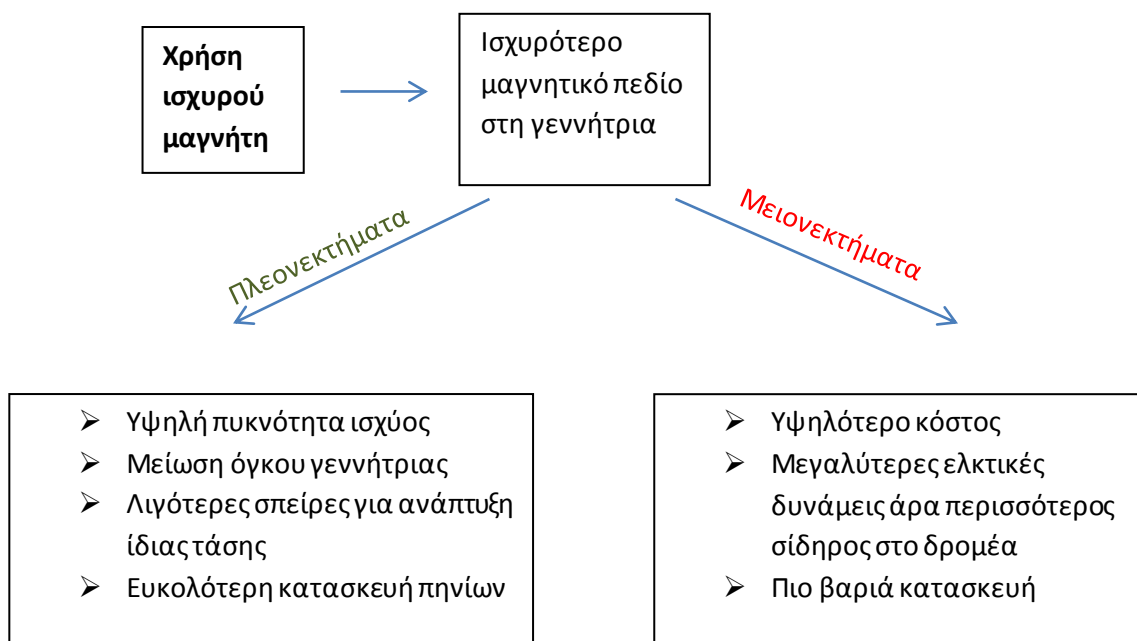 Χρήση
ισχυρού
μαγνήτη
Ισχυρότερο
μαγνητικό πεδίο
στη γεννήτρια
Πλεονεκτήματα
Μειονεκτήματα
➢ Υψηλή πυκνότητα ισχύος
➢ Μείωση όγκου γεννήτριας
➢ Λιγότερες σπείρες για ανάπτυξη
ίδιας τάσης
➢ Ευκολότερη κατασκευή πηνίων
➢ Υψηλότερο κόστος
➢ Μεγαλύτερες ελκτικές
δυνάμεις άρα περισσότερος
σίδηρος στο δρομέα
➢ Πιο βαριά κατασκευή